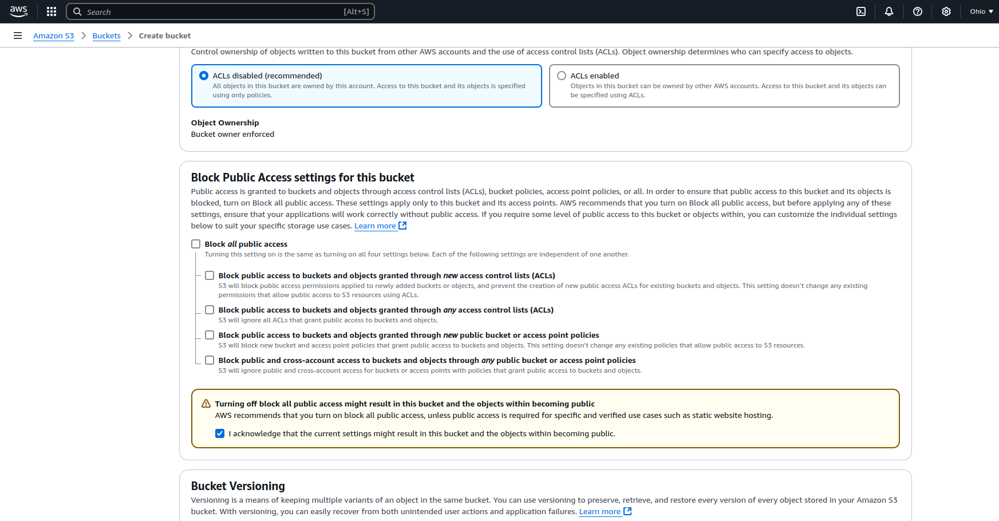 aws
Search
[Alt+S]
Ohio
Amazon S3
Buckets
Create bucket
Control ownership of objects written to this bucket from other AWS accounts and the use of access control lists (ACLs). Object ownership determines who can specify access to objects.
ACLs disabled (recommended)
All objects in this bucket are owned by this account. Access to this bucket and its objects is specified
using only policies.
ACLs enabled
Objects in this bucket can be owned by other AWS accounts. Access to this bucket and its objects can
be specified using ACLs.
Object Ownership
Bucket owner enforced
Block Public Access settings for this bucket
Public access is granted to buckets and objects through access control lists (ACLs), bucket policies, access point policies, or all. In order to ensure that public access to this bucket and its objects is
blocked, turn on Block all public access. These settings apply only to this bucket and its access points. AWS recommends that you turn on Block all public access, but before applying any of these
settings, ensure that your applications will work correctly without public access. If you require some level of public access to this bucket or objects within, you can customize the individual settings
below to suit your specific storage use cases. Learn more
Block all public access
Turning this setting on is the same as turning on all four settings below. Each of the following settings are independent of one another.
Block public access to buckets and objects granted through new access control lists (ACLs)
S3 will block public access permissions applied to newly added buckets or objects, and prevent the creation of new public access ACLs for existing buckets and objects. This setting doesn't change any existing
permissions that allow public access to S3 resources using ACLs.
Block public access to buckets and objects granted through any access control lists (ACLs)
S3 will ignore all ACLs that grant public access to buckets and objects.
Block public access to buckets and objects granted through new public bucket or access point policies
S3 will block new bucket and access point policies that grant public access to buckets and objects. This setting doesn't change any existing policies that allow public access to S3 resources.
Block public and cross-account access to buckets and objects through any public bucket or access point policies
S3 will ignore public and cross-account access for buckets or access points with policies that grant public access to buckets and objects.
Turning off block all public access might result in this bucket and the objects within becoming public
AWS recommends that you turn on block all public access, unless public access is required for specific and verified use cases such as static website hosting.
I acknowledge that the current settings might result in this bucket and the objects within becoming public.
Bucket Versioning
Versioning is a means of keeping multiple variants of an object in the same bucket. You can use versioning to preserve, retrieve, and restore every version of every object stored in your Amazon S3
bucket. With versioning, you can easily recover from both unintended user actions and application failures. Learn more